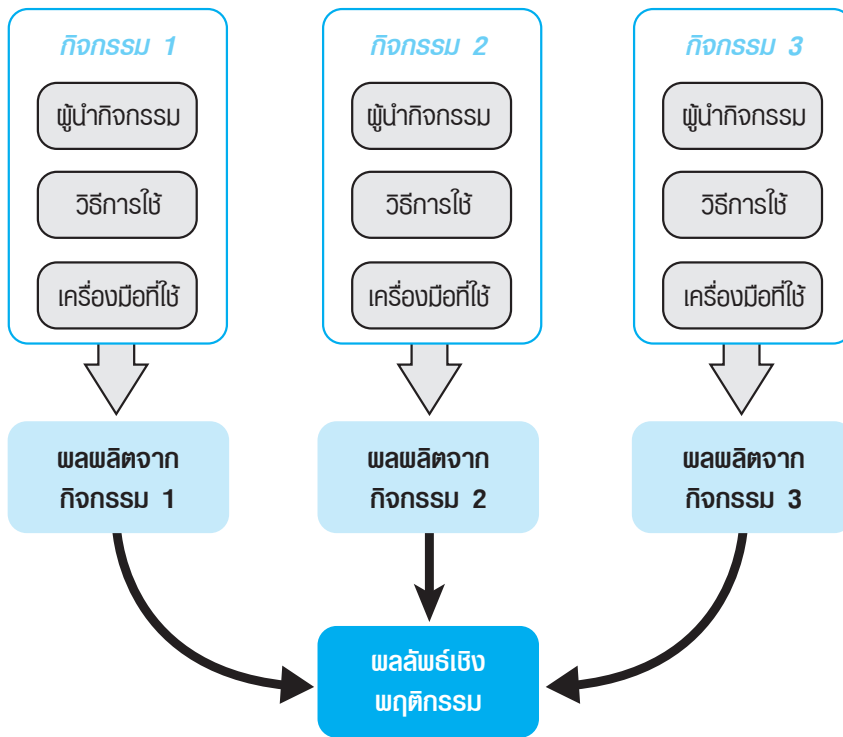 กิจกรรม 1
ผู้นำกิจกรรม
วิธีการใช้
เครื่องมือที่ใช้
กิจกรรม 2
ผู้นำกิจกรรม
วิธีการใช้
เครื่องมือที่ใช้
กิจกรรม 3
ผู้นำกิจกรรม
วิธีการใช้
เครื่องมือที่ใช้
ผลผลิตจาก
กิจกรรม 1
ผลผลิตจาก
กิจกรรม 2
ผลผลิตจาก
กิจกรรม 3
ผลลัพธ์เชิง
พฤติกรรม